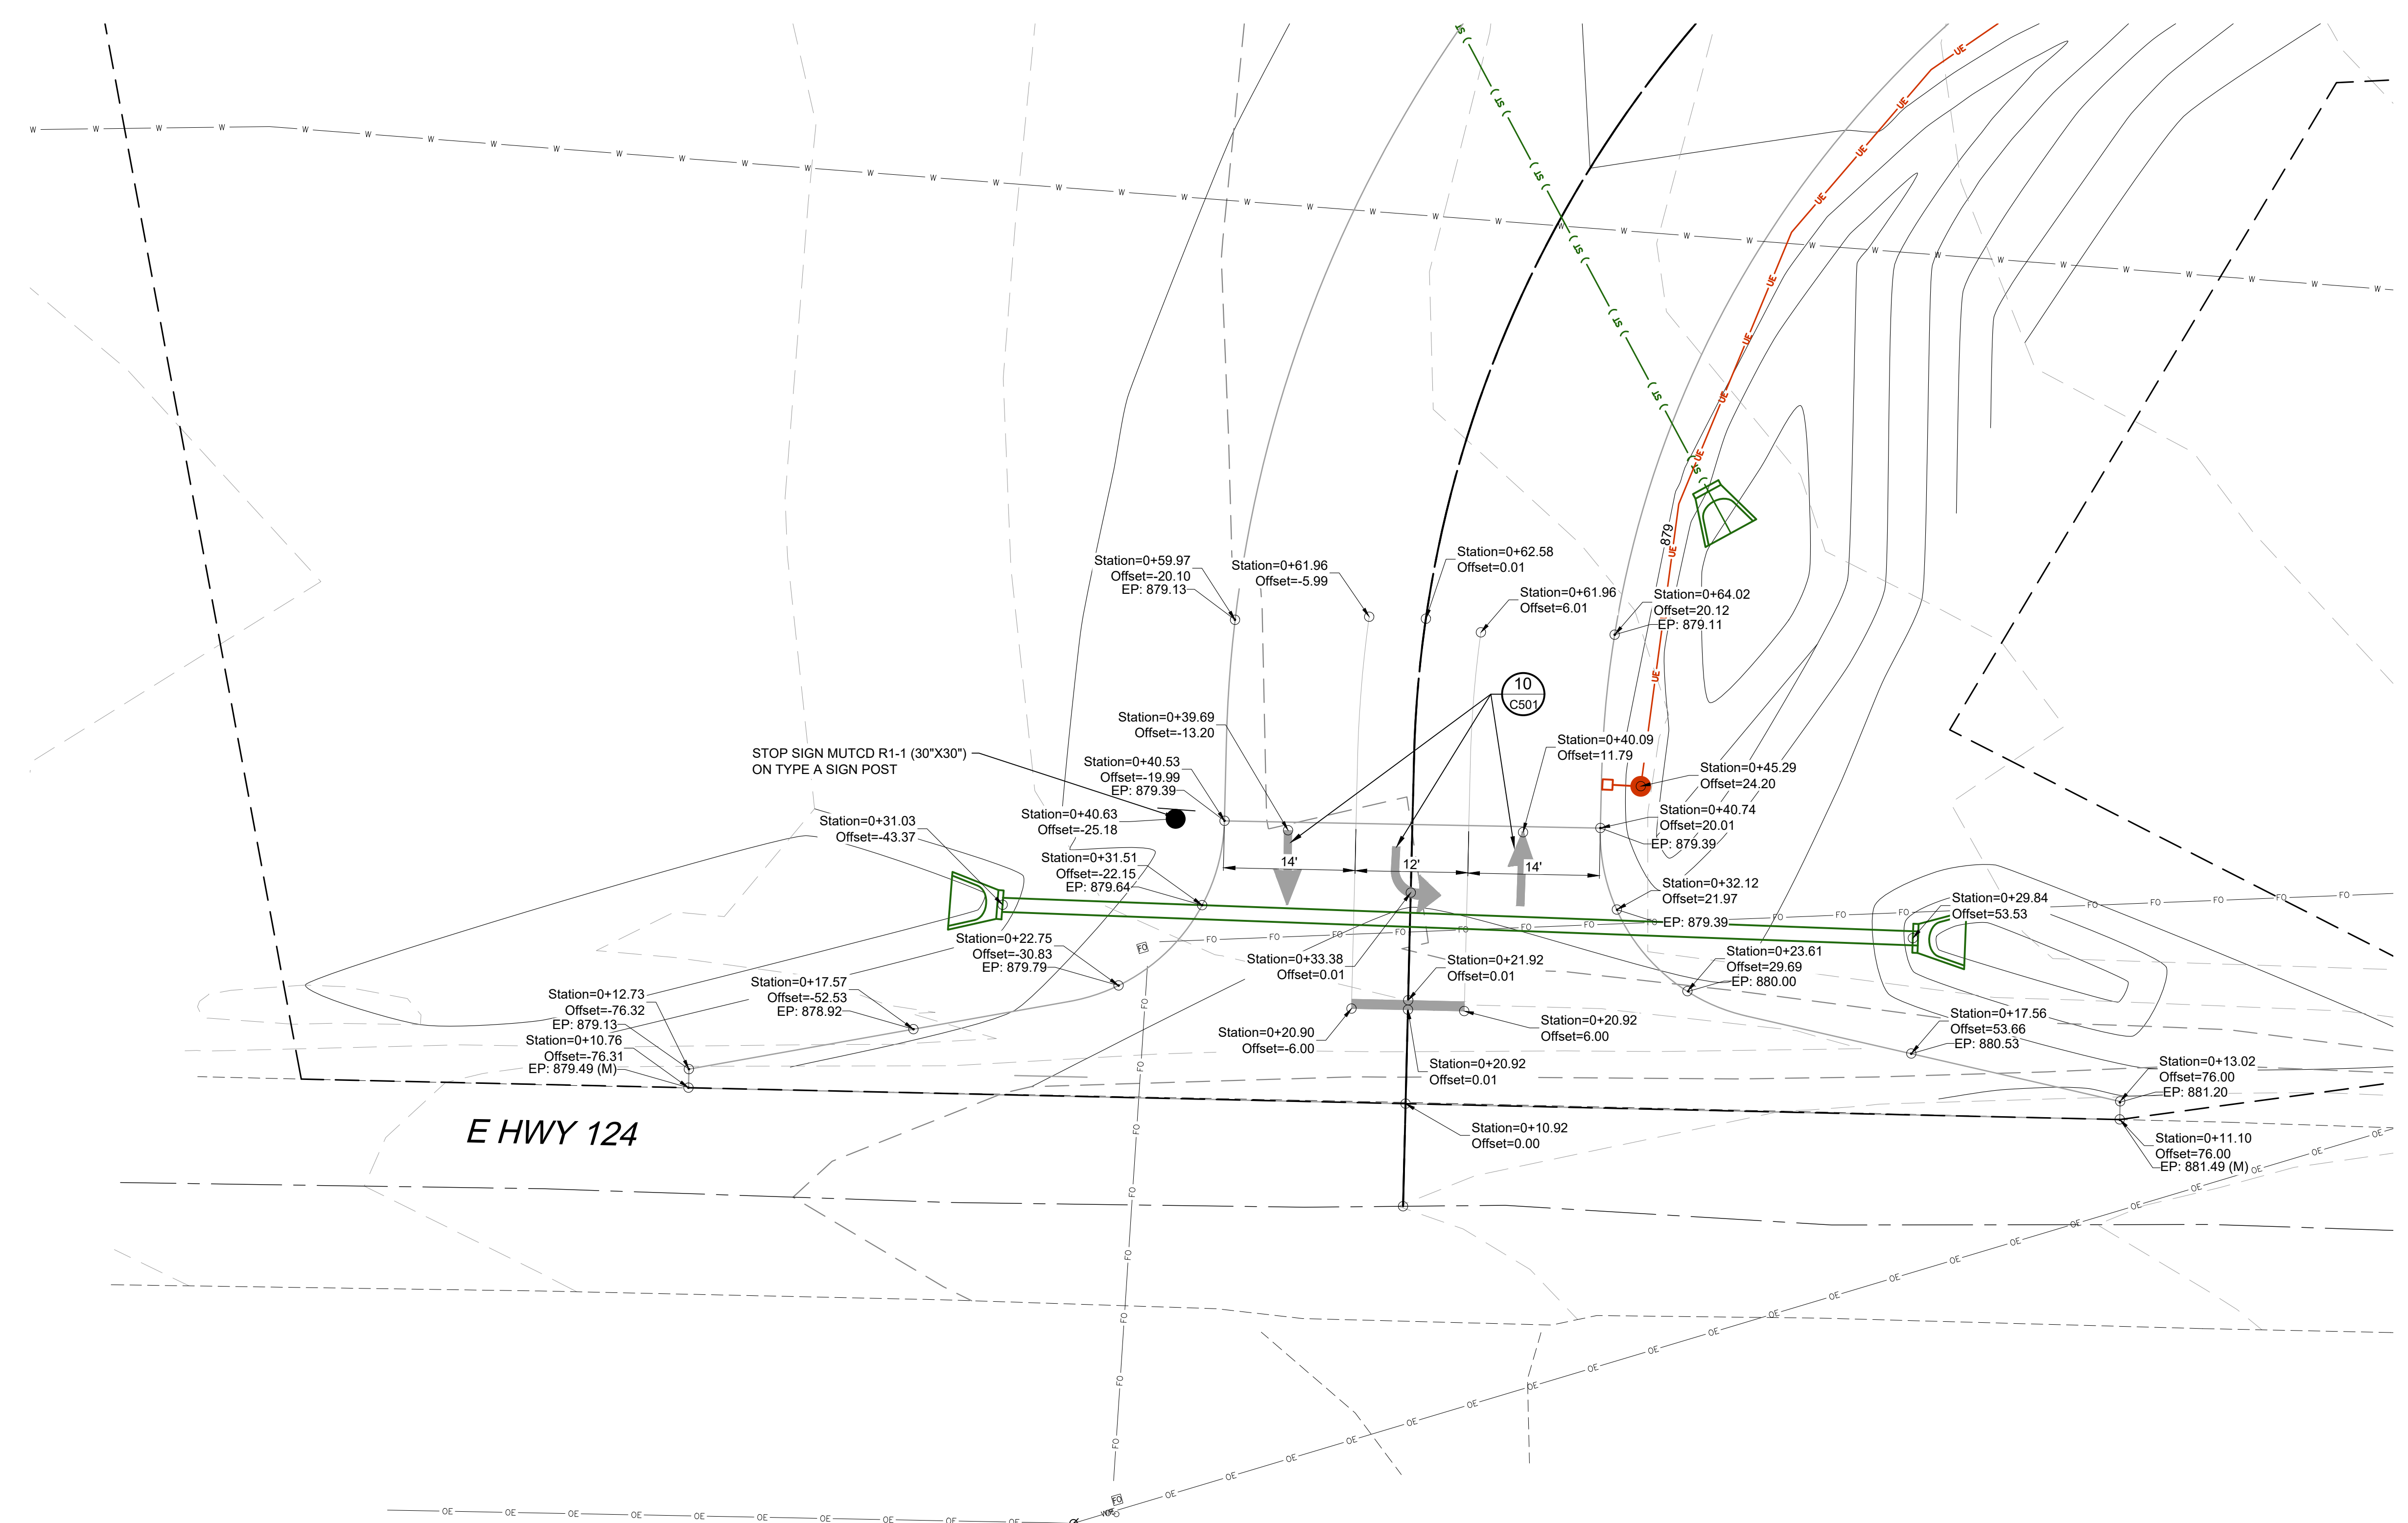 879
Station=0+59.97
Offset=-20.10
EP: 879.13
Station=0+61.96
Offset=-5.99
Station=0+62.58
Offset=0.01
Station=0+61.96
Offset=6.01
Station=0+64.02
Offset=20.12
EP: 879.11
10
C501
Station=0+39.69
Offset=-13.20
STOP SIGN MUTCD R1-1 (30"X30")
ON TYPE A SIGN POST
Station=0+40.53
Offset=-19.99
EP: 879.39
Station=0+40.09
Offset=11.79
Station=0+45.29
Offset=24.20
Station=0+40.63
Offset=-25.18
Station=0+40.74
Offset=20.01
EP: 879.39
Station=0+31.03
Offset=-43.37
Station=0+31.51
Offset=-22.15
EP: 879.64
14'
12'
14'
Station=0+32.12
Offset=21.97
EP: 879.39
Station=0+29.84
Offset=53.53
Station=0+22.75
Offset=-30.83
EP: 879.79
Station=0+33.38
Offset=0.01
Station=0+21.92
Offset=0.01
Station=0+23.61
Offset=29.69
EP: 880.00
Station=0+17.57
Offset=-52.53
EP: 878.92
Station=0+12.73
Offset=-76.32
EP: 879.13
Station=0+10.76
Offset=-76.31
EP: 879.49 (M)
Station=0+20.90
Offset=-6.00
Station=0+20.92
Offset=6.00
Station=0+17.56
Offset=53.66
EP: 880.53
Station=0+20.92
Offset=0.01
Station=0+13.02
Offset=76.00
EP: 881.20
E HWY 124
Station=0+10.92
Offset=0.00
Station=0+11.10
Offset=76.00
EP: 881.49 (M)
W
UE
ST
FO
OE